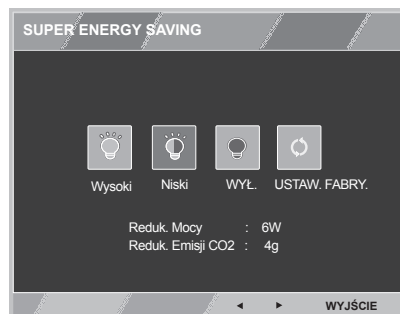 SUPER ENERGY SAVING
Wysoki Niski WYŁ. USTAW. FABRY.
Reduk. Mocy : 6W
Reduk. Emisji CO2 : 4g
WYJŚCIE